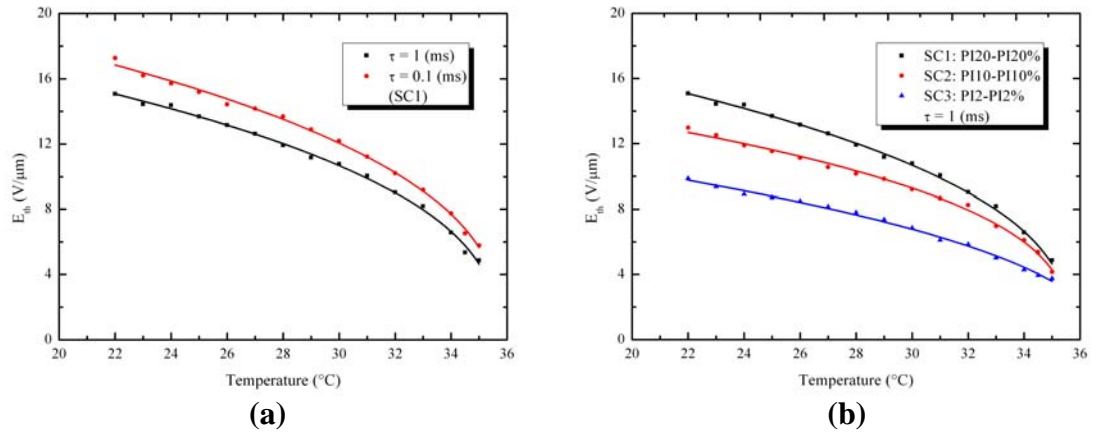 20
16
12
8
4
0
E_th (V/μm)
τ = 1 (ms)
τ = 0.1 (ms)
(SC1)
20 22 24 26 28 30 32 34 36
Temperature (°C)
(a)
20
16
12
8
4
0
E_th (V/μm)
SC1: PI20-PI20%
SC2: PI10-PI10%
SC3: PI2-PI2%
τ = 1 (ms)
20 22 24 26 28 30 32 34 36
Temperature (°C)
(b)